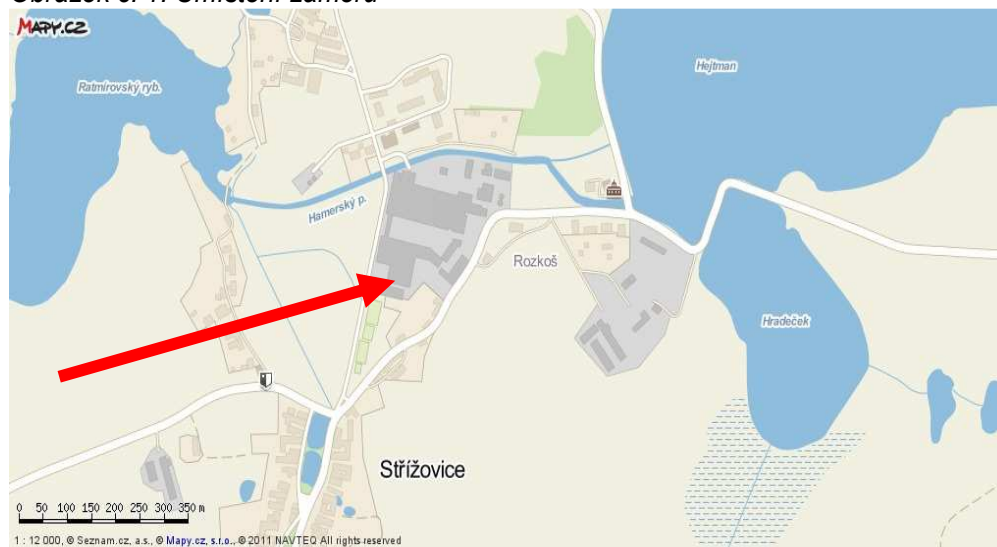 Obrázek č. 1: Umístění záměru
MAPY.CZ
Hejtman
Ratmírovský ryb.
Hamerský p.
Rozkoš
Hradeček
Střížovice
0 50 100 150 200 250 300 350 m
1 : 12 000, © Seznam.cz, a.s., © Mapy.cz, s.r.o., © 2011 NAVTEQ All rights reserved